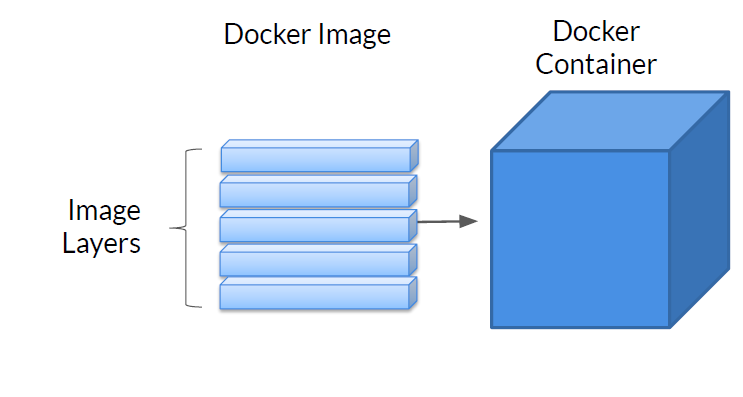 Docker Image
Docker
Container
Image
Layers